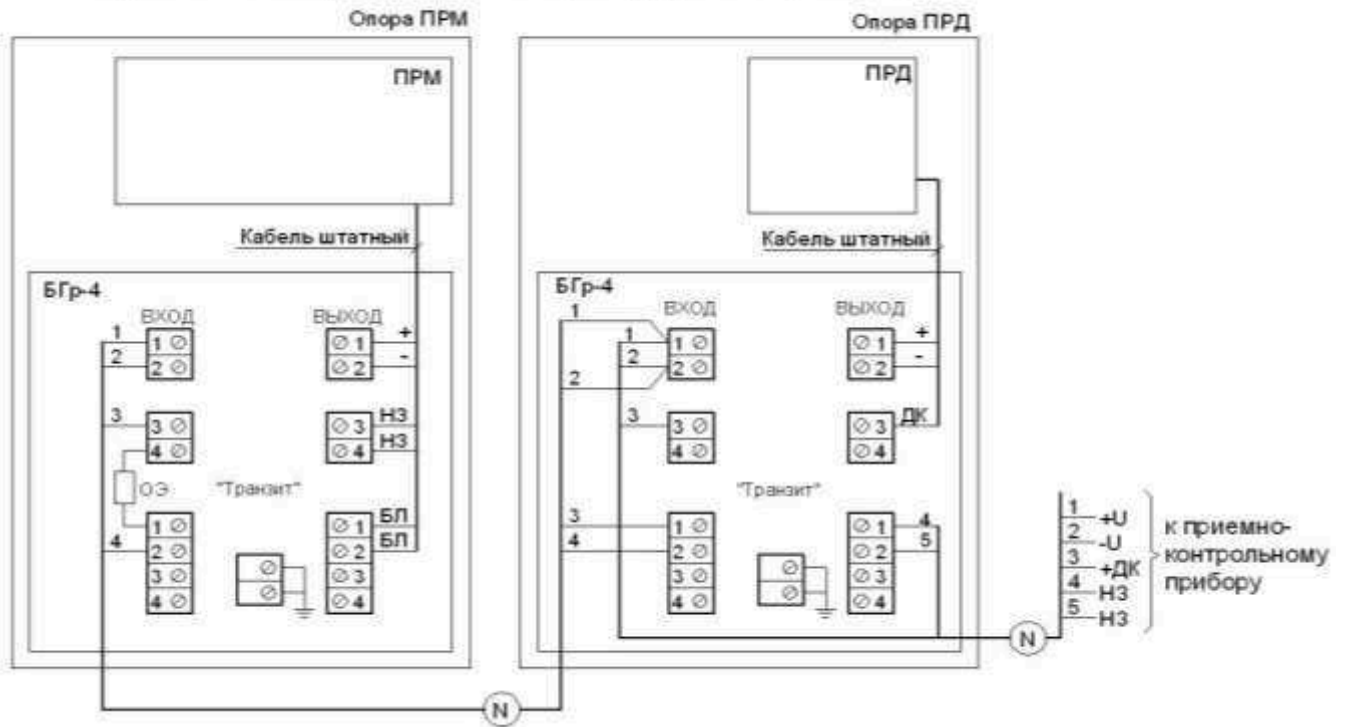 Опора ПРМ
ПРМ
Кабель штатный
БГр-4
ВХОД
ВЫХОД
1
2
1
2
1
2
+
-
3
3
4
3
4
НЗ
НЗ
ОЭ
"Транзит"
4
1
2
3
4
1
2
3
4
БЛ
БЛ
N
Опора ПРД
ПРД
Кабель штатный
БГр-4
ВХОД
ВЫХОД
1
2
1
2
1
2
1
2
+
-
3
3
4
3
4
ДК
"Транзит"
3
4
1
2
3
4
1
2
3
4
4
5
N
1 +U
2 -U
3 +ДК
4 НЗ
5 НЗ
к приемно-
контрольному
прибору